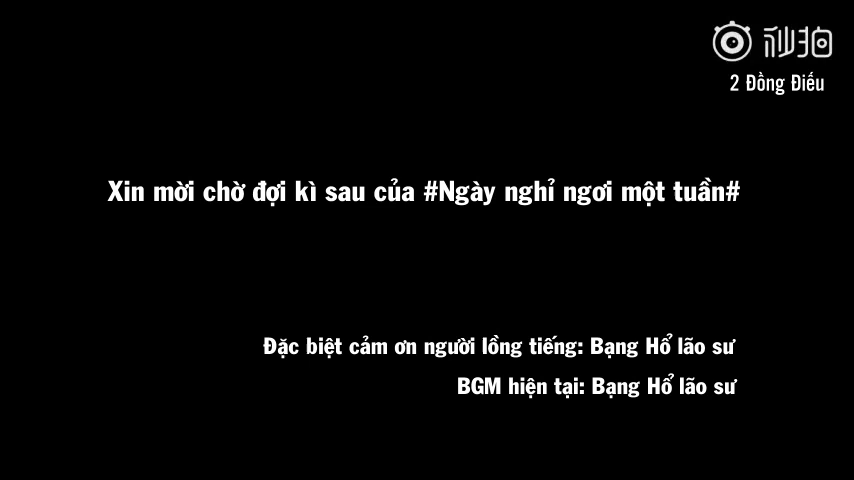 秒拍
2 Đồng Điếu
Xin mời chờ đợi kì sau của #Ngày nghỉ ngơi một tuần#
Đặc biệt cảm ơn người lồng tiếng: Bạng Hổ lão sư
BGM hiện tại: Bạng Hổ lão sư